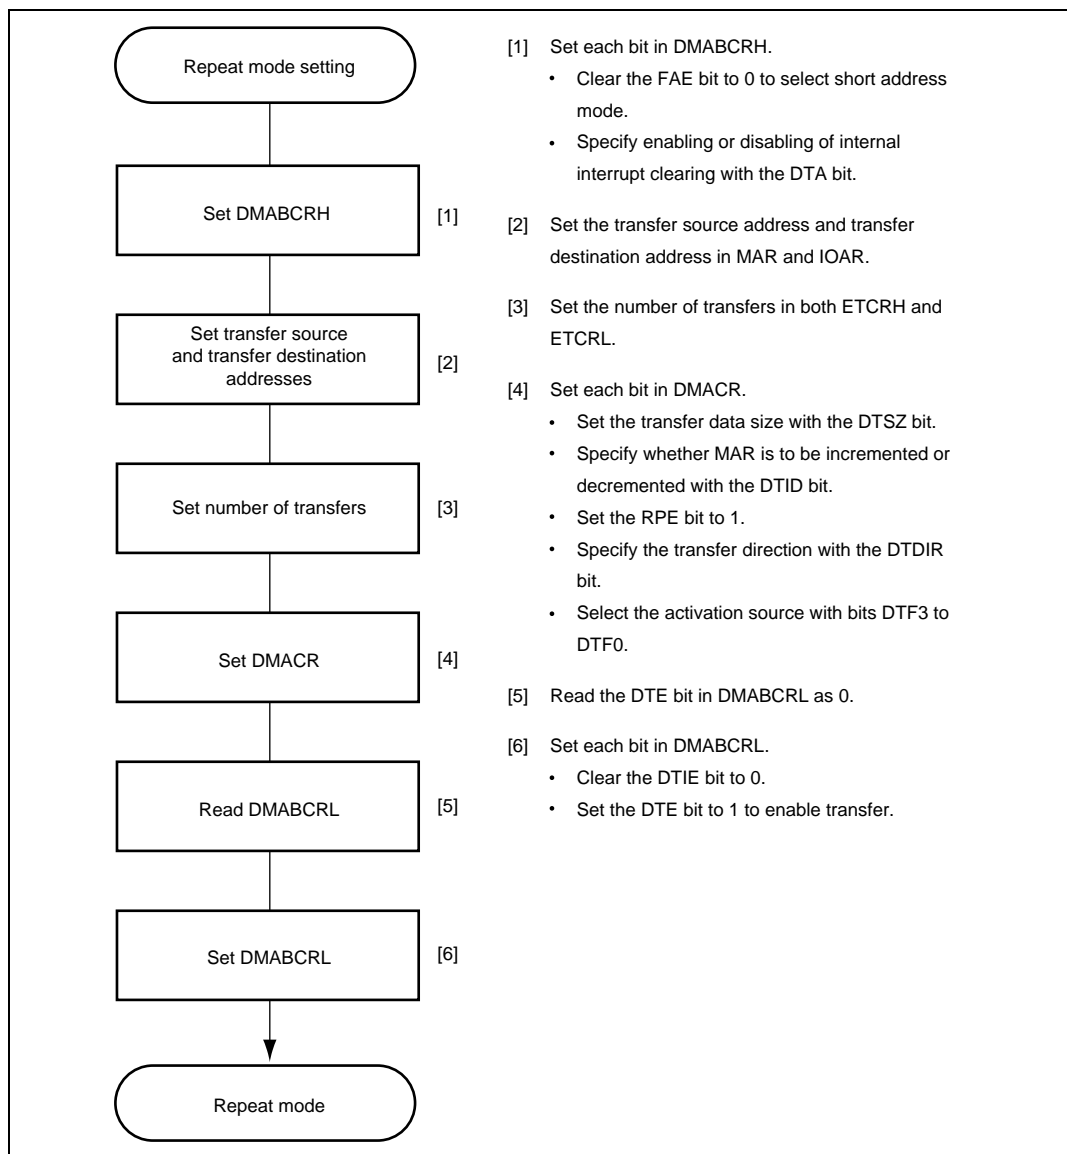 Repeat mode setting
Set DMABCRH
[1]
Set transfer source
and transfer destination
addresses
[2]
Set number of transfers
[3]
Set DMACR
[4]
Read DMABCRL
[5]
Set DMABCRL
[6]
Repeat mode
[1] Set each bit in DMABCRH.
• Clear the FAE bit to 0 to select short address
mode.
• Specify enabling or disabling of internal
interrupt clearing with the DTA bit.
[2] Set the transfer source address and transfer
destination address in MAR and IOAR.
[3] Set the number of transfers in both ETCRH and
ETCRL.
[4] Set each bit in DMACR.
• Set the transfer data size with the DTSZ bit.
• Specify whether MAR is to be incremented or
decremented with the DTID bit.
• Set the RPE bit to 1.
• Specify the transfer direction with the DTDIR
bit.
• Select the activation source with bits DTF3 to
DTF0.
[5] Read the DTE bit in DMABCRL as 0.
[6] Set each bit in DMABCRL.
• Clear the DTIE bit to 0.
• Set the DTE bit to 1 to enable transfer.